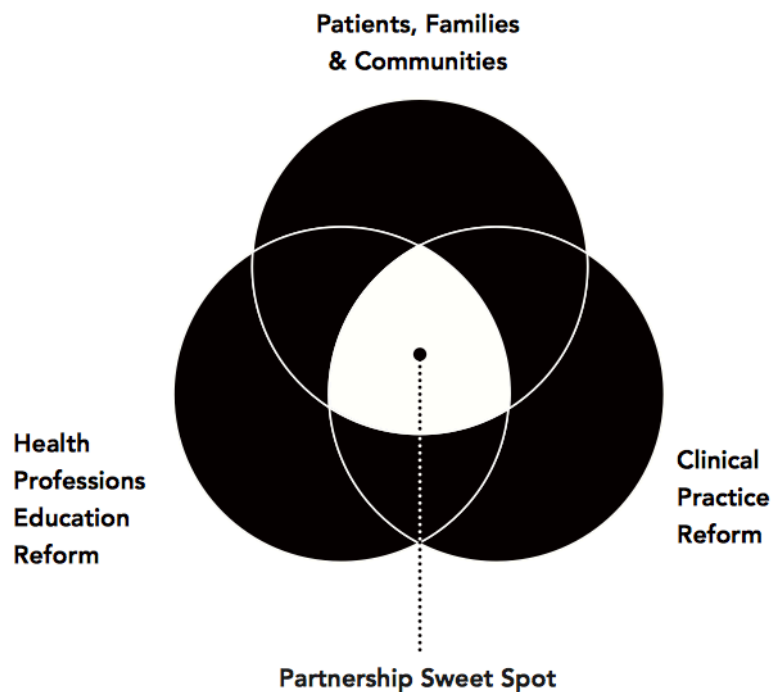 Patients, Families
& Communities
Health
Professions
Education
Reform
Clinical
Practice
Reform
Partnership Sweet Spot